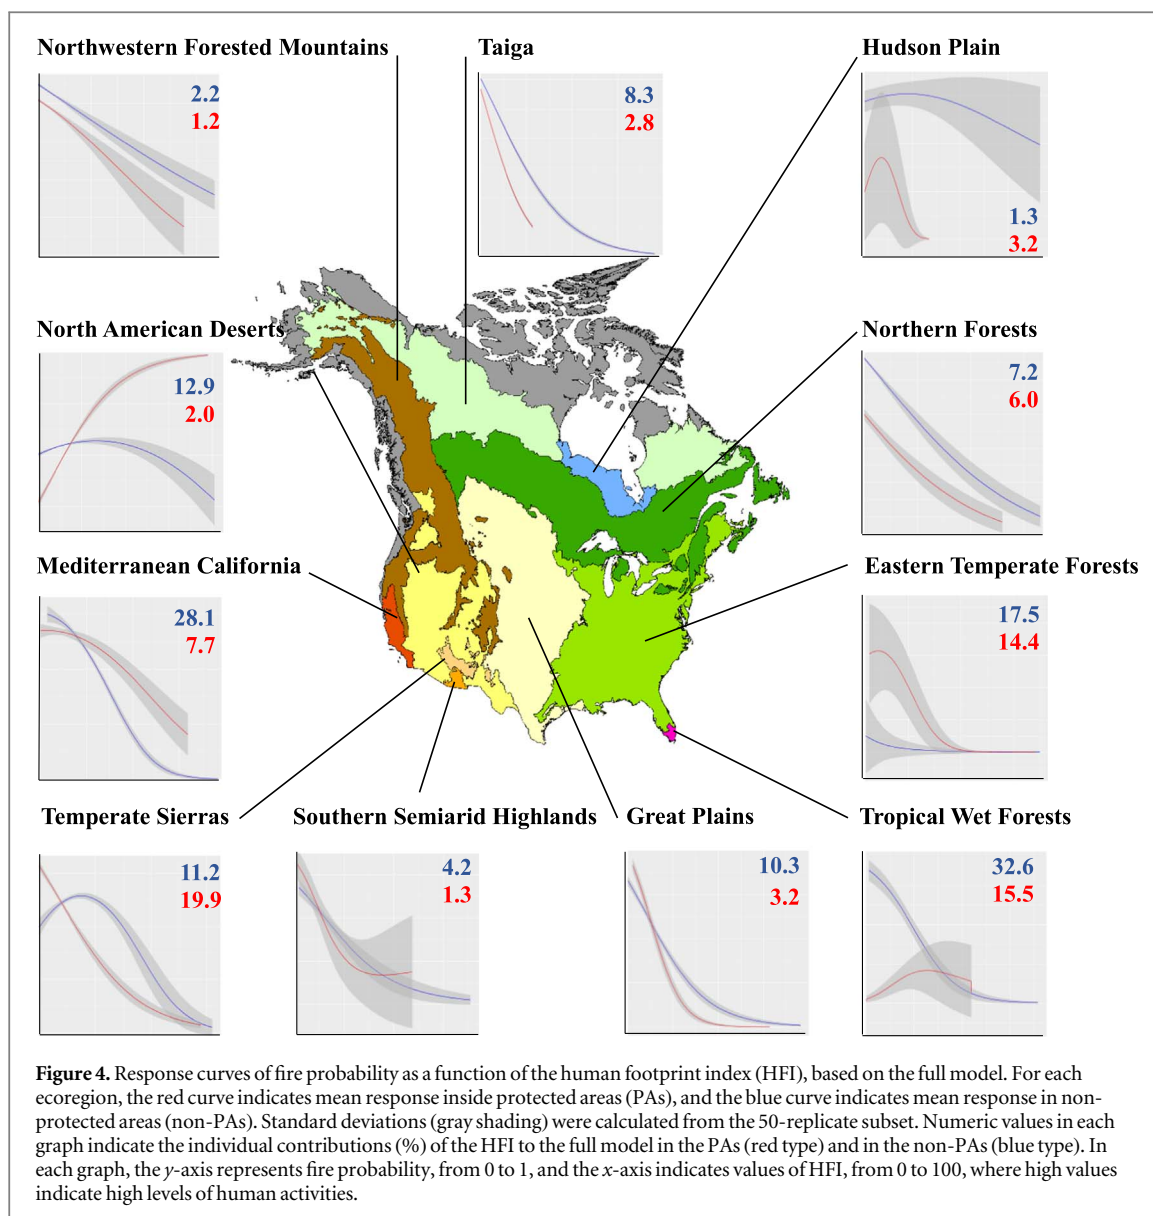 Northwestern Forested Mountains
2.2
1.2
Taiga
8.3
2.8
Hudson Plain
1.3
3.2
North American Deserts
12.9
2.0
Northern Forests
7.2
6.0
Mediterranean California
28.1
7.7
Eastern Temperate Forests
17.5
14.4
Temperate Sierras
11.2
19.9
Southern Semiarid Highlands
4.2
1.3
Great Plains
10.3
3.2
Tropical Wet Forests
32.6
15.5
Figure 4. Response curves of fire probability as a function of the human footprint index (HFI), based on the full model. For each
ecoregion, the red curve indicates mean response inside protected areas (PAs), and the blue curve indicates mean response in non-
protected areas (non-PAs). Standard deviations (gray shading) were calculated from the 50-replicate subset. Numeric values in each
graph indicate the individual contributions (%) of the HFI to the full model in the PAs (red type) and in the non-PAs (blue type). In
each graph, the y-axis represents fire probability, from 0 to 1, and the x-axis indicates values of HFI, from 0 to 100, where high values
indicate high levels of human activities.